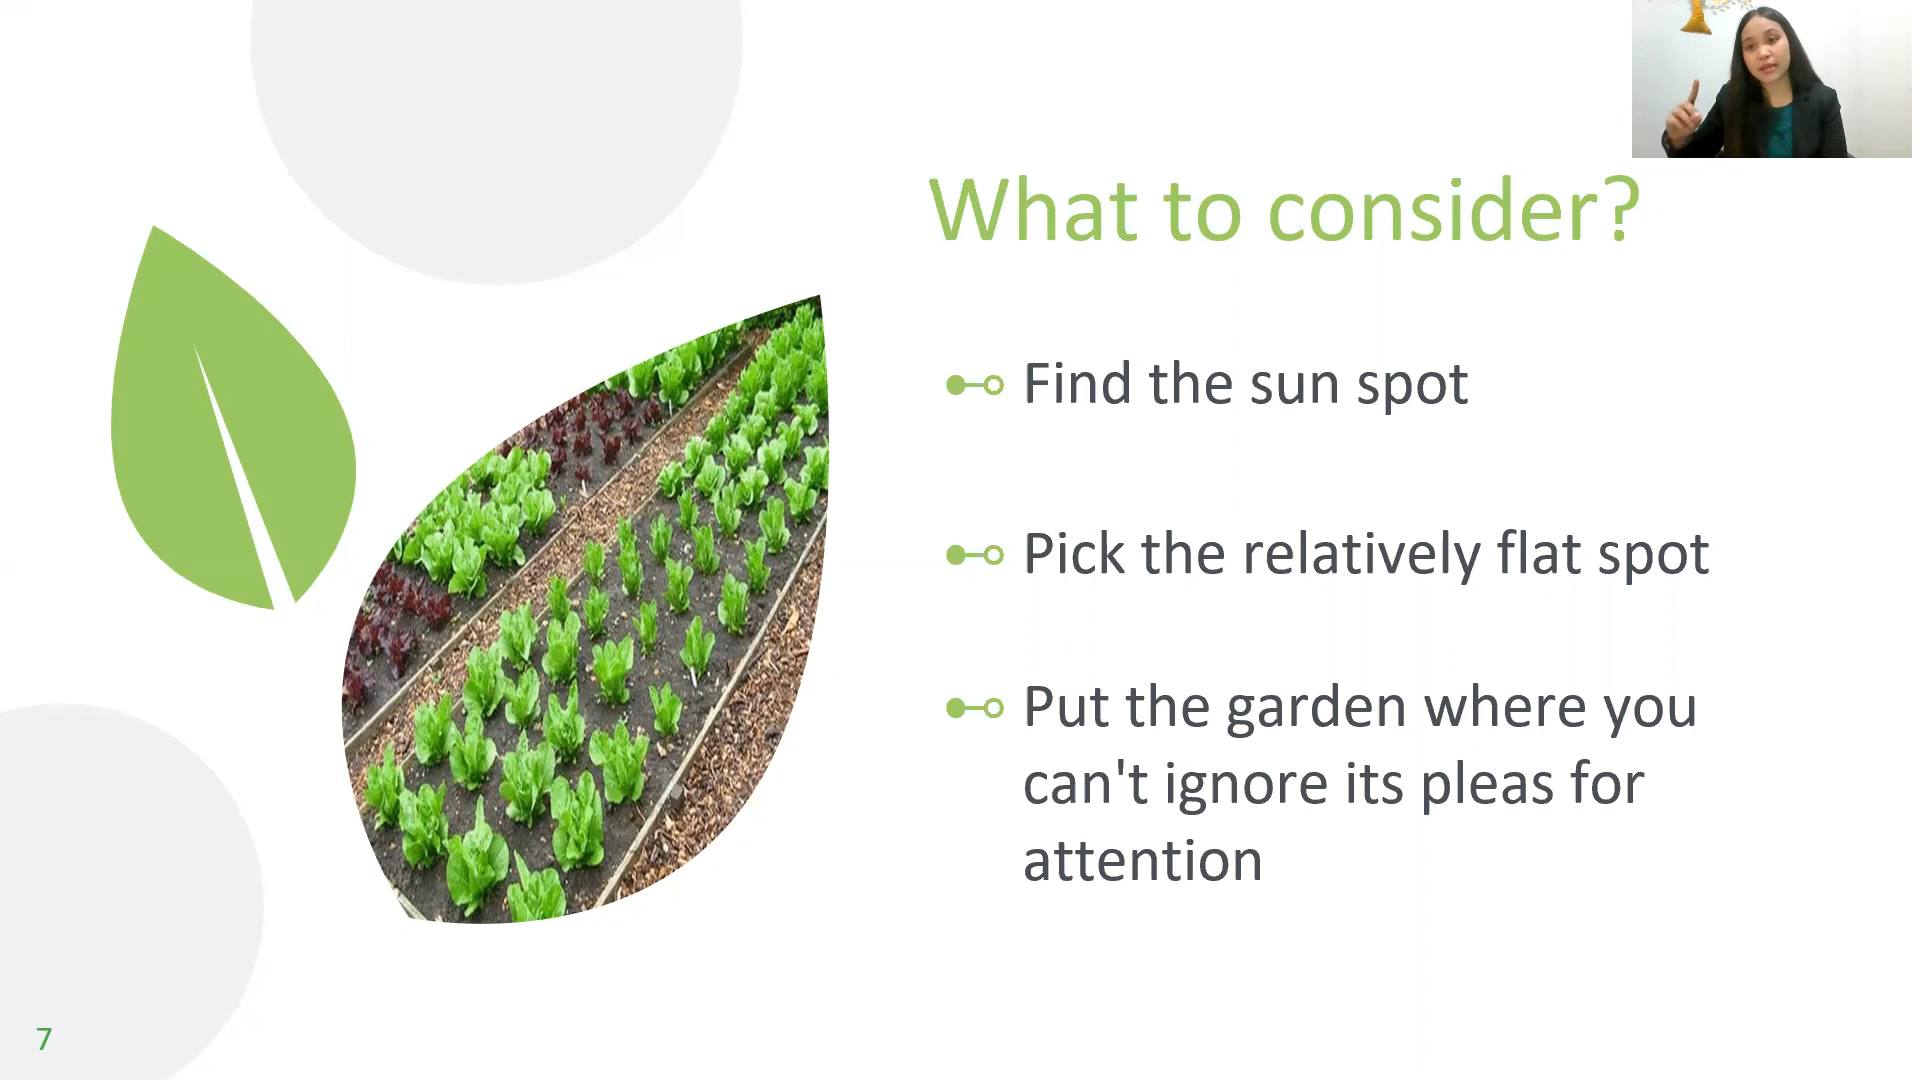 What to consider?
Find the sun spot
Pick the relatively flat spot
Put the garden where you
can't ignore its pleas for
attention
7